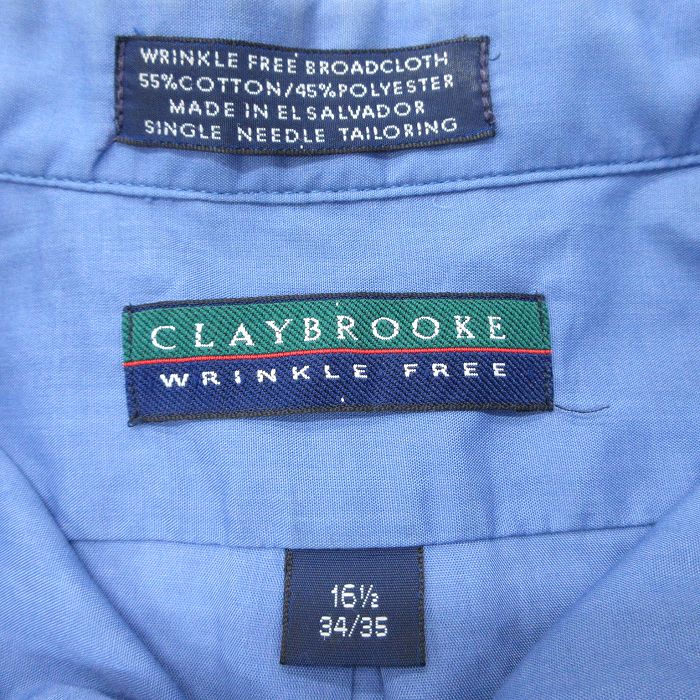 WRINKLE FREE BROADCLOTH
55%COTTON/45%POLYESTER
MADE IN EL SALVADOR
SINGLE NEEDLE TAILORING
CLAYBROOKE
WRINKLE FREE
16½
34/35